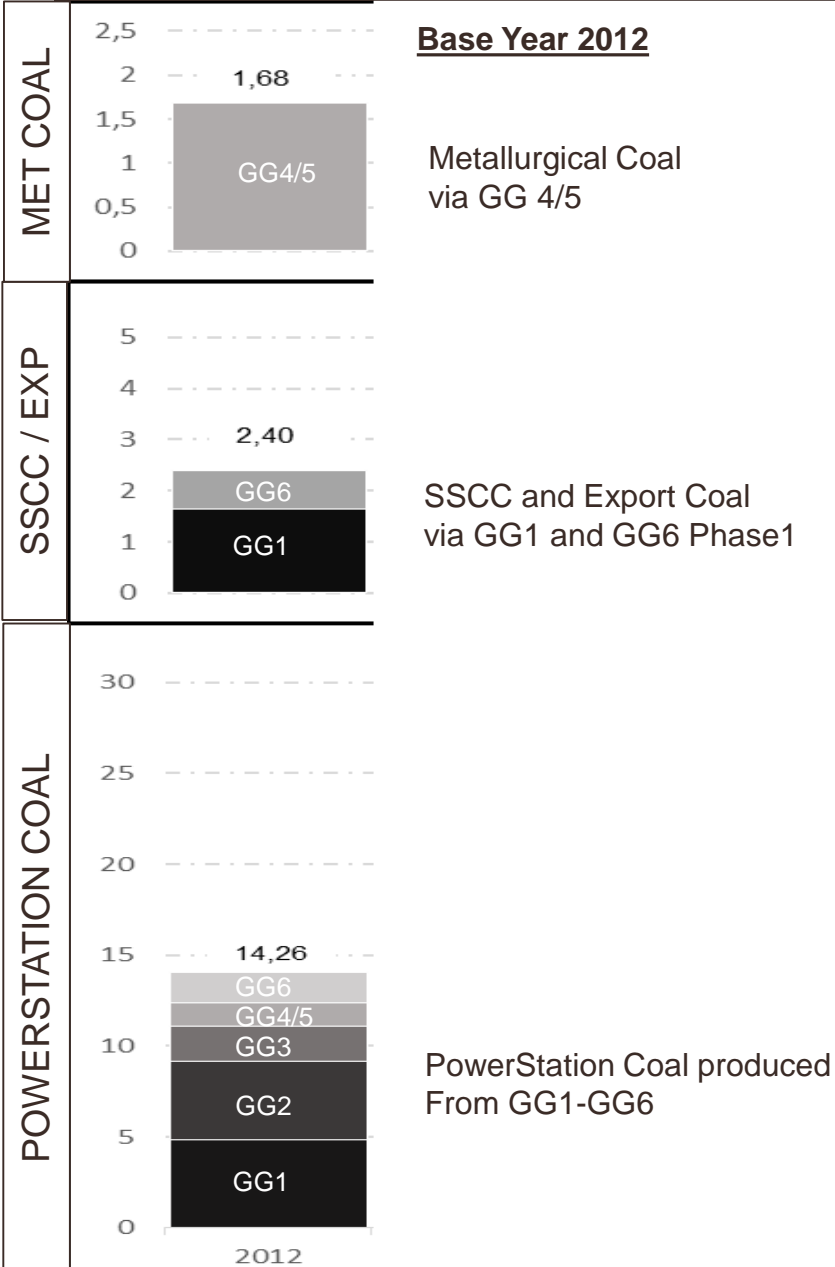 Base Year 2012
MET COAL
2,5
2
1,5
1
0,5
0
1,68
GG4/5
Metallurgical Coal
via GG 4/5
SSCC / EXP
5
4
3
2
1
0
2,40
GG6
GG1
SSCC and Export Coal
via GG1 and GG6 Phase1
POWERSTATION COAL
30
25
20
15
10
5
0
14,26
GG6
GG4/5
GG3
GG2
GG1
2012
PowerStation Coal produced
From GG1-GG6